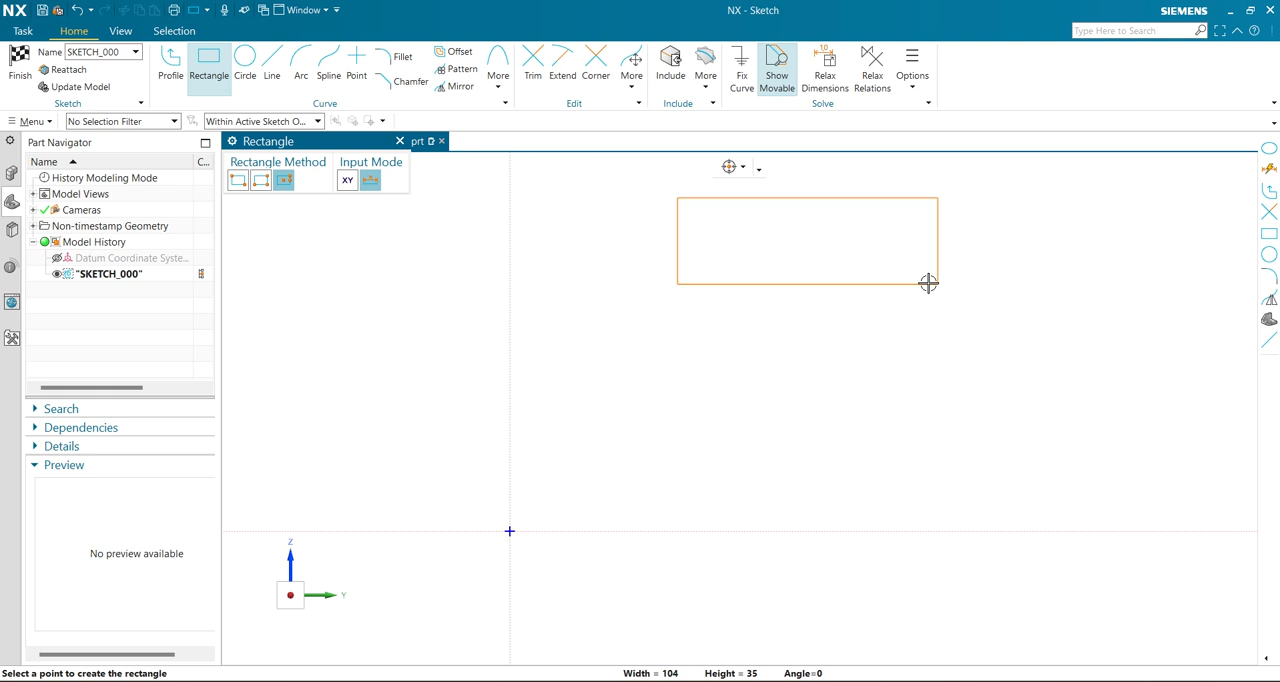 NX Window NX - Sketch SIEMENS
Task Home View Tools Selection
Type Here to Search
Finish
Name SKETCH_000
Reattach
Update Model
Sketch
Profile Rectangle Circle Line Arc Spline Point
Fillet
Chamfer
Offset
Pattern
Mirror
More
Curve
Trim Extend Corner More
Edit
Include More
Include
Fix Curve
Show Movable
10
Relax Dimensions
Relax Relations
Options
Solve
Menu No Selection Filter Within Active Sketch O...
Part Navigator
Name C...
History Modeling Mode
Model Views
Cameras
Non-timestamp Geometry
Model History
Datum Coordinate Syste...
"SKETCH_000"
Search
Dependencies
Details
Preview
No preview available
Rectangle prt
Rectangle Method Input Mode
XY
Z
Y
Select a point to create the rectangle Width = 104 Height = 35 Angle=0